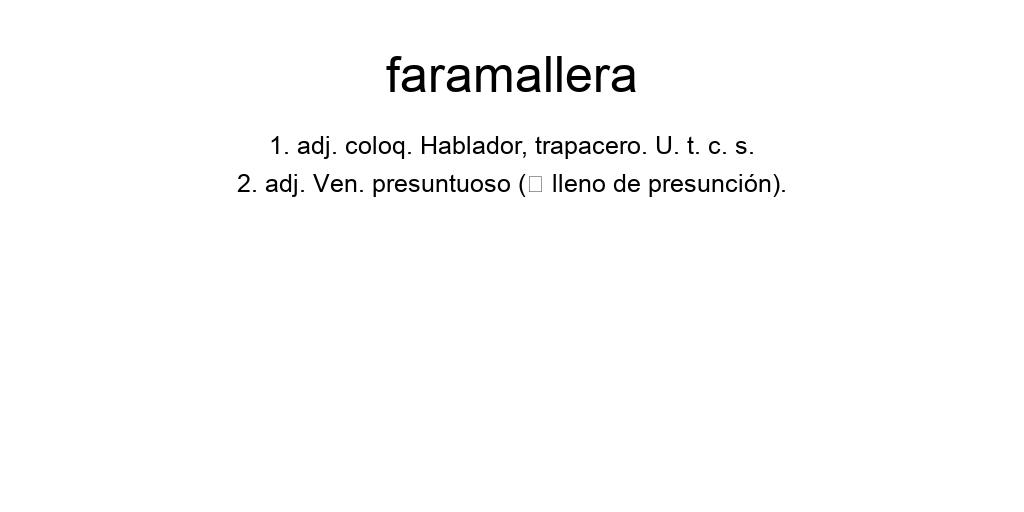 faramallera
1. adj. coloq. Hablador, trapacero. U. t. c. s.
2. adj. Ven. presuntuoso (□ lleno de presunción).